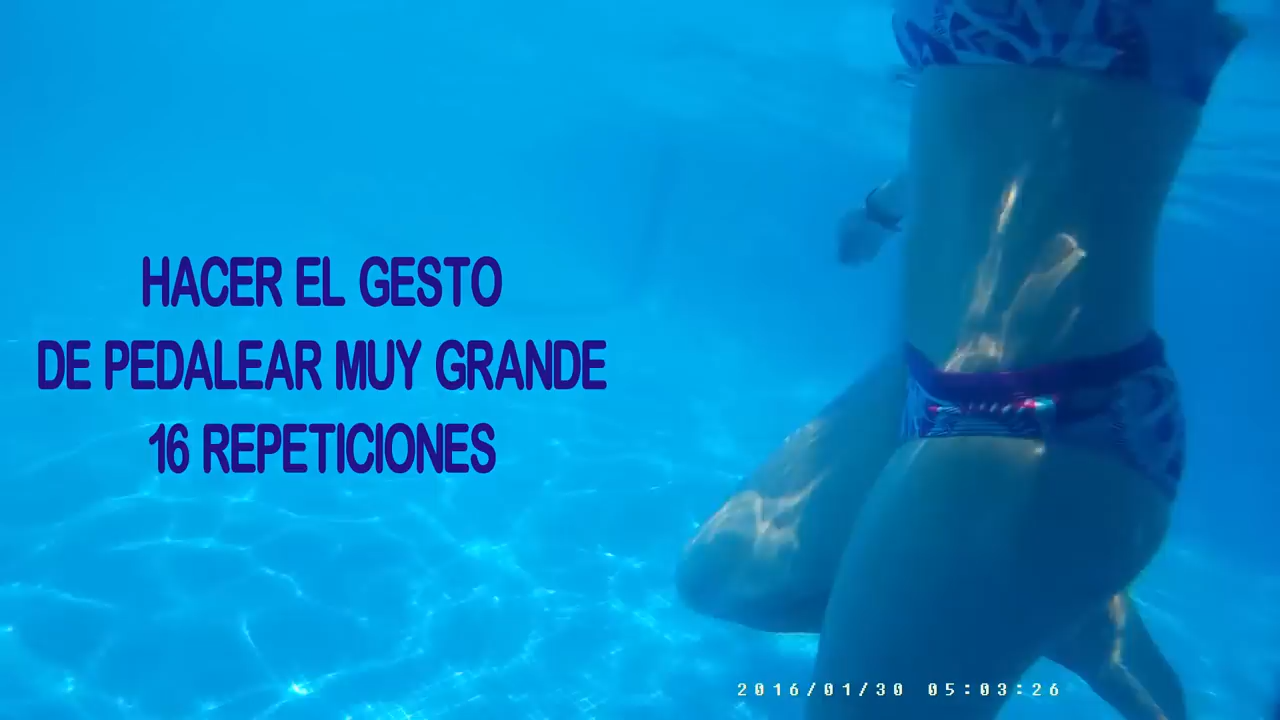 HACER EL GESTO
DE PEDALEAR MUY GRANDE
16 REPETICIONES
2016/01/30 05:03:26